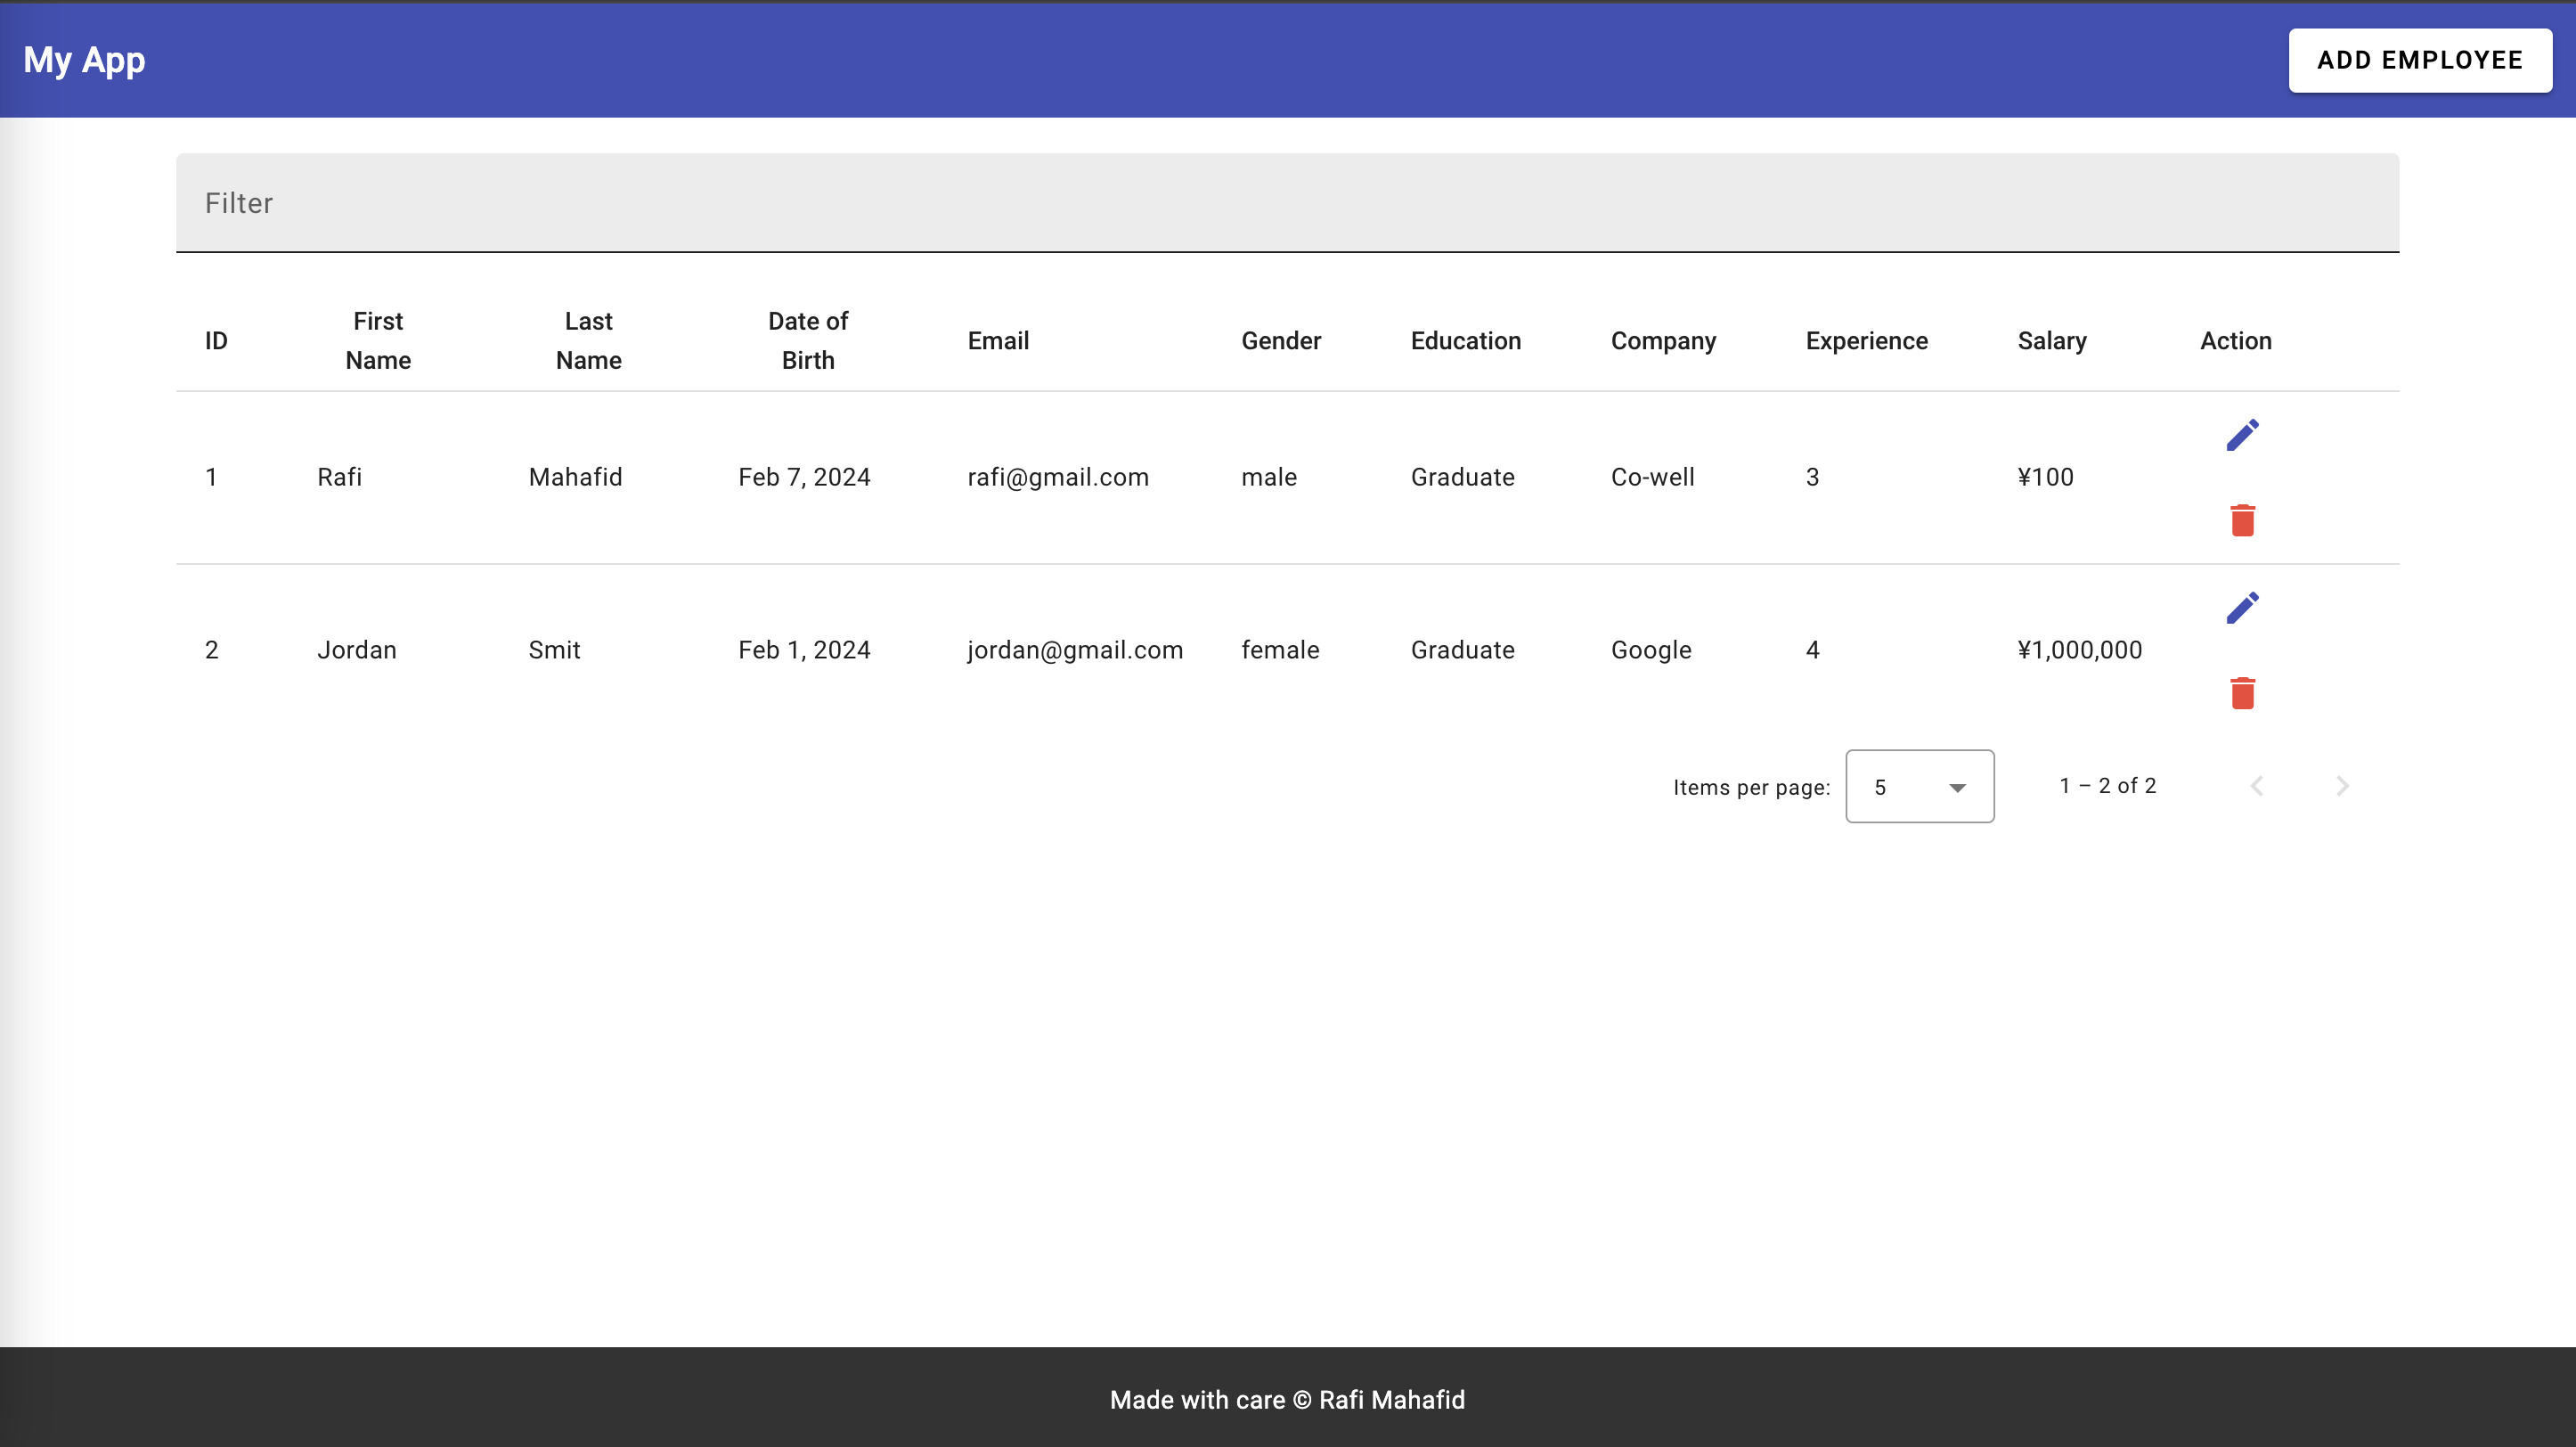 My App
ADD EMPLOYEE
Filter
ID First Name Last Name Date of Birth Email Gender Education Company Experience Salary Action
1 Rafi Mahafid Feb 7, 2024 rafi@gmail.com male Graduate Co-well 3 ¥100
2 Jordan Smit Feb 1, 2024 jordan@gmail.com female Graduate Google 4 ¥1,000,000
Items per page: 5 1 – 2 of 2
Made with care © Rafi Mahafid